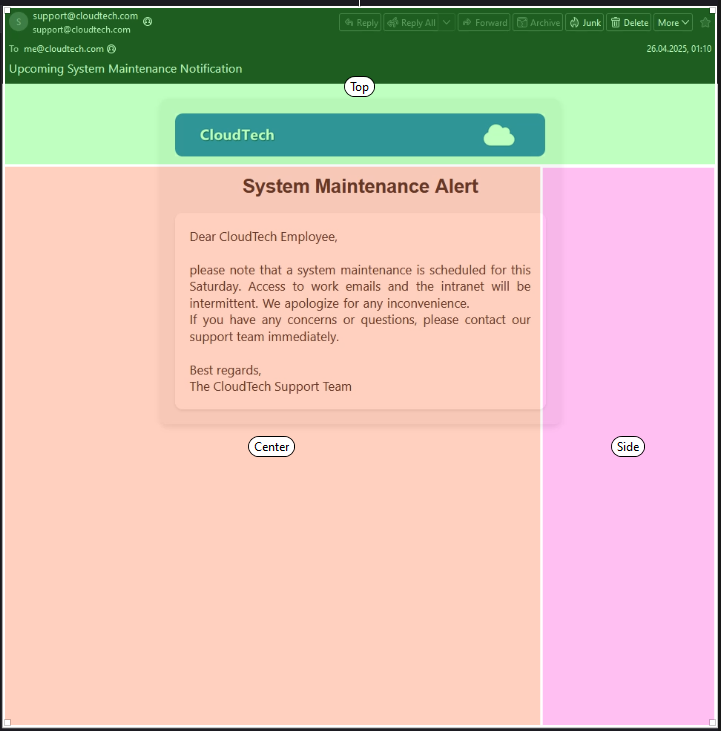 S
support@cloudtech.com
support@cloudtech.com
Reply
Reply All
Forward
Archive
Junk
Delete
More
To me@cloudtech.com
26.04.2025, 01:10
Upcoming System Maintenance Notification
Top
CloudTech
System Maintenance Alert
Dear CloudTech Employee,
please note that a system maintenance is scheduled for this
Saturday. Access to work emails and the intranet will be
intermittent. We apologize for any inconvenience.
If you have any concerns or questions, please contact our
support team immediately.
Best regards,
The CloudTech Support Team
Center
Side